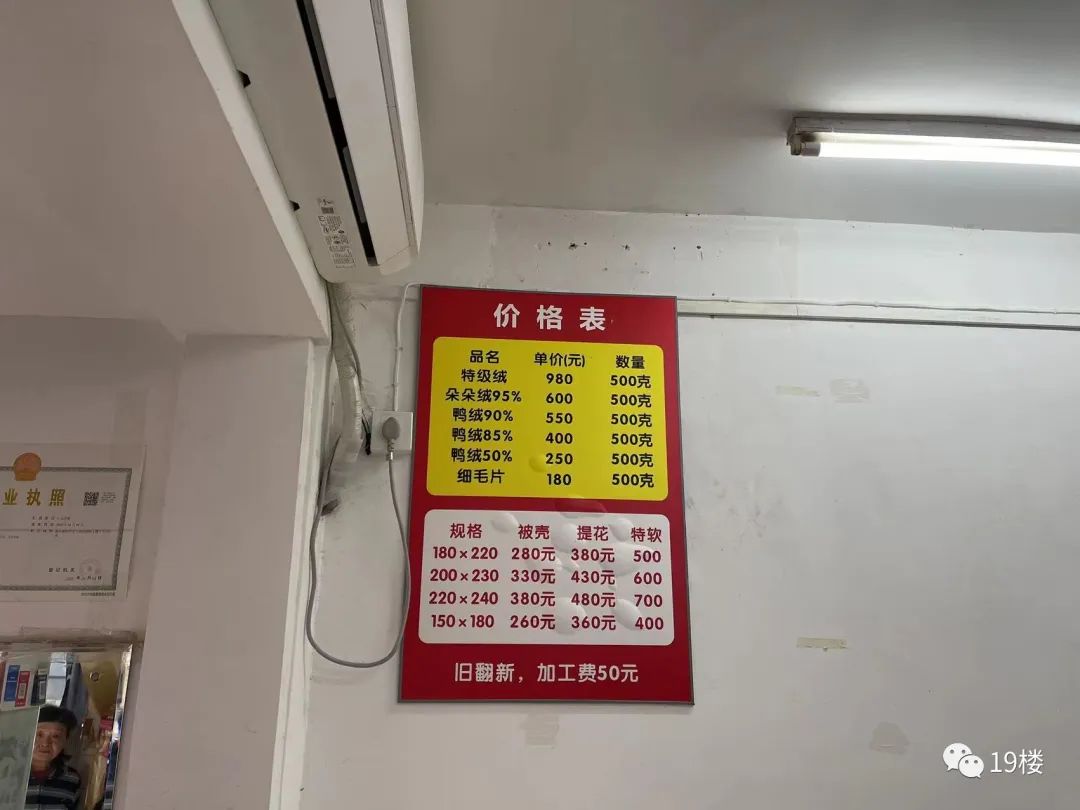 价格表
品名 单价(元) 数量
特级绒 980 500克
朵朵绒95% 600 500克
鸭绒90% 550 500克
鸭绒85% 400 500克
鸭绒50% 250 500克
细毛片 180 500克
规格 被壳 提花 特软
180×220 280元 380元 500
200×230 330元 430元 600
220×240 380元 480元 700
150×180 260元 360元 400
旧翻新，加工费50元
业执照
登记机关
19楼